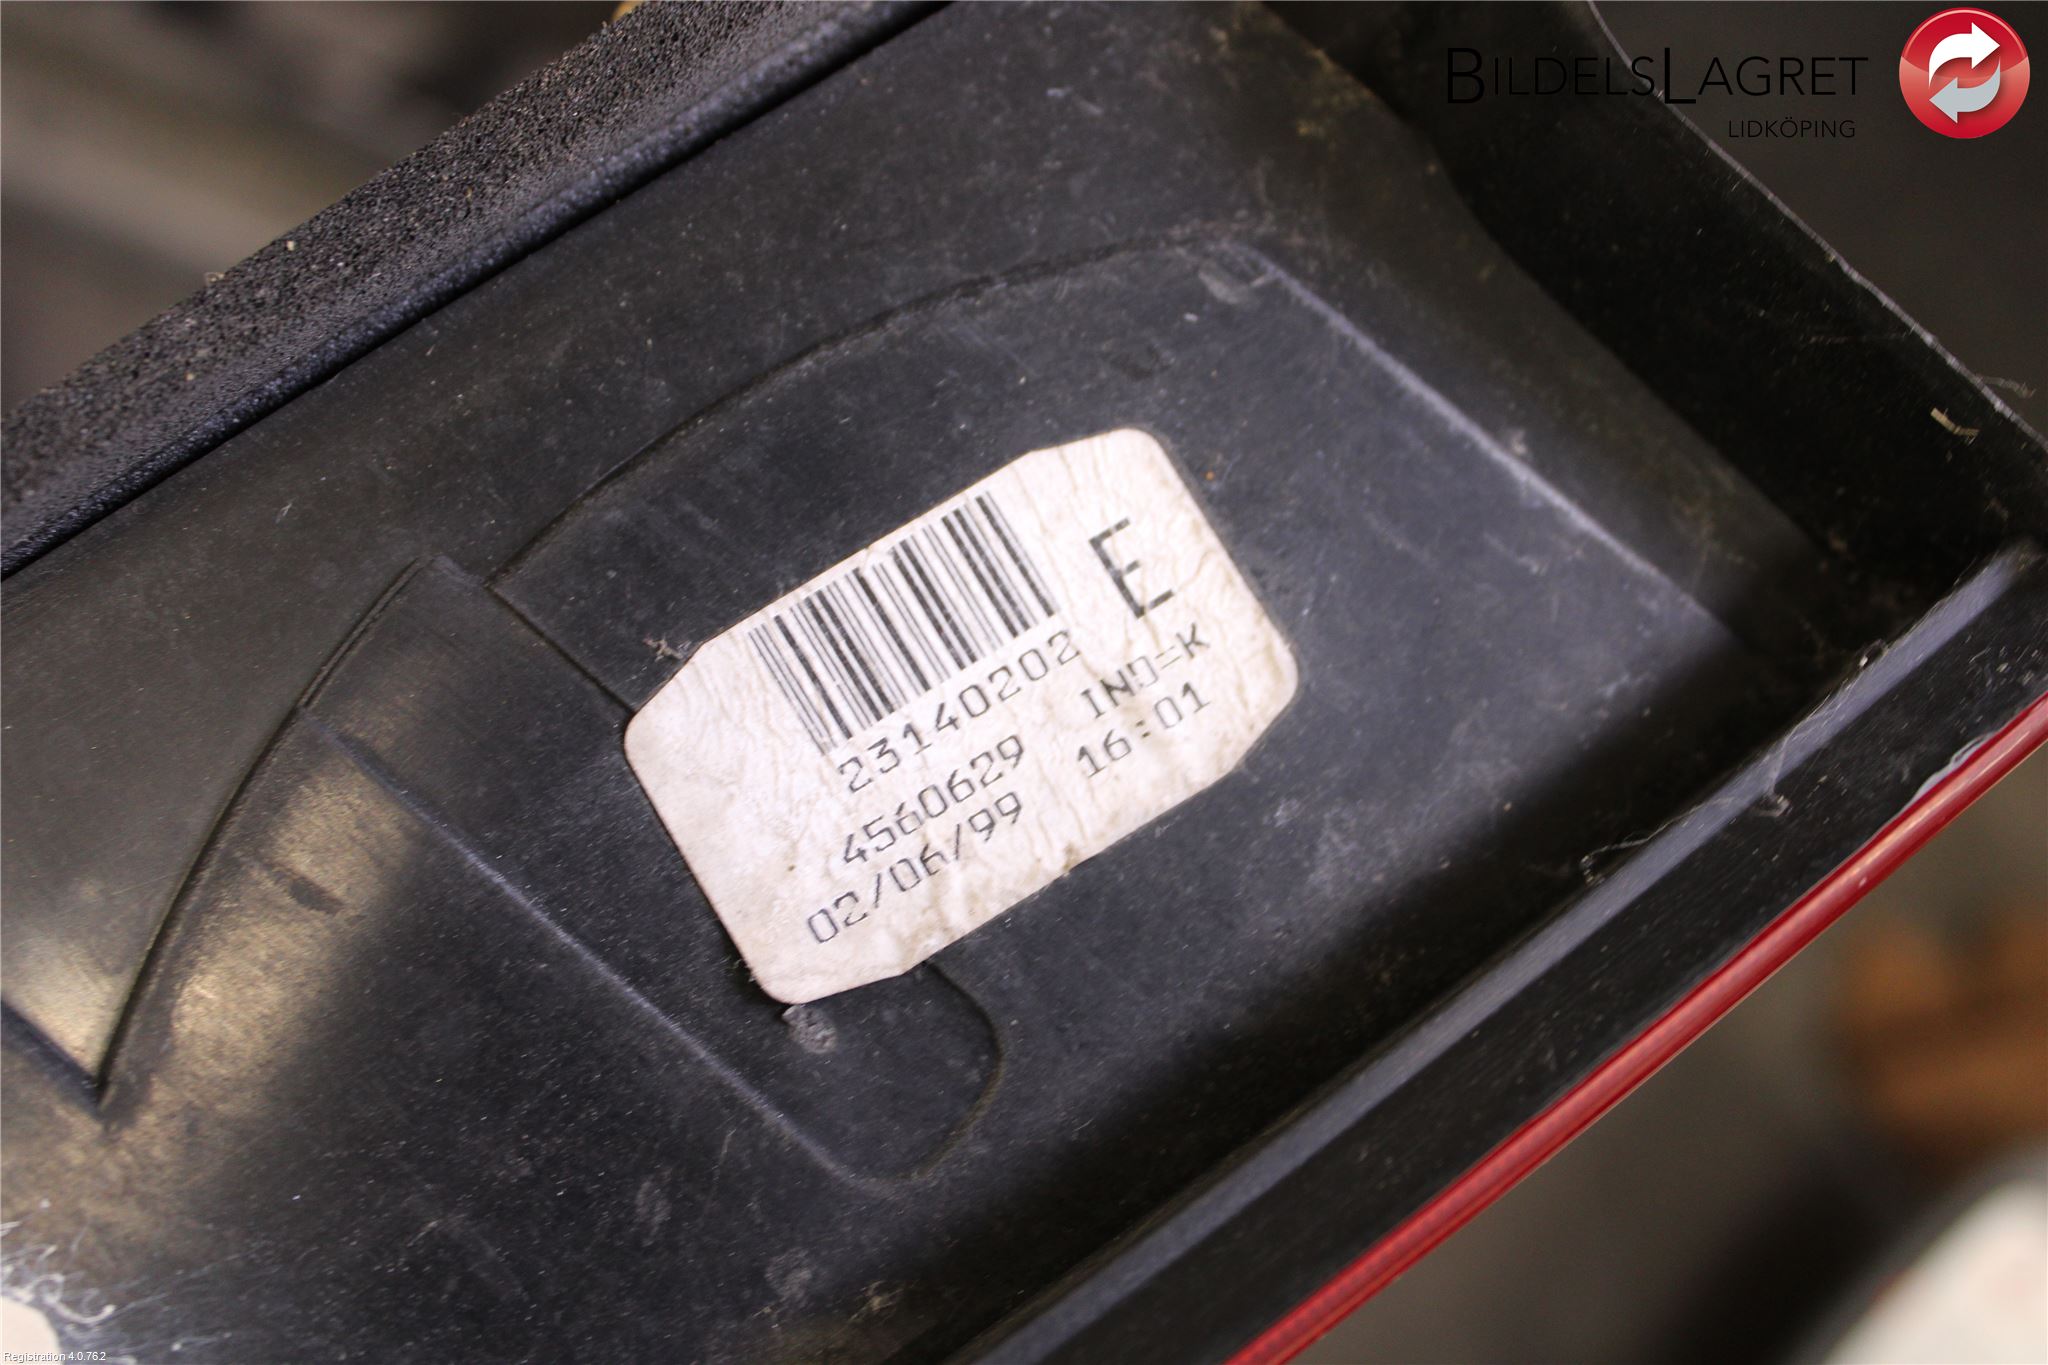 BILDELSLAGRET
LIDKÖPING
E
23140202
4560629 IND=K
02/06/99 16:01
Registration 4.0.762